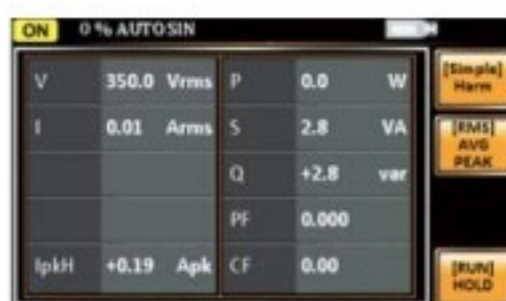 ON 0 % AUTO SIN
V 350.0 Vrms P 0.0 W
I 0.01 Arms S 2.8 VA
Q +2.8 var
PF 0.000
IpkH +0.19 Apk CF 0.00
[Simple]
Harm
[RMS]
AVG
PEAK
[RUN]
HOLD